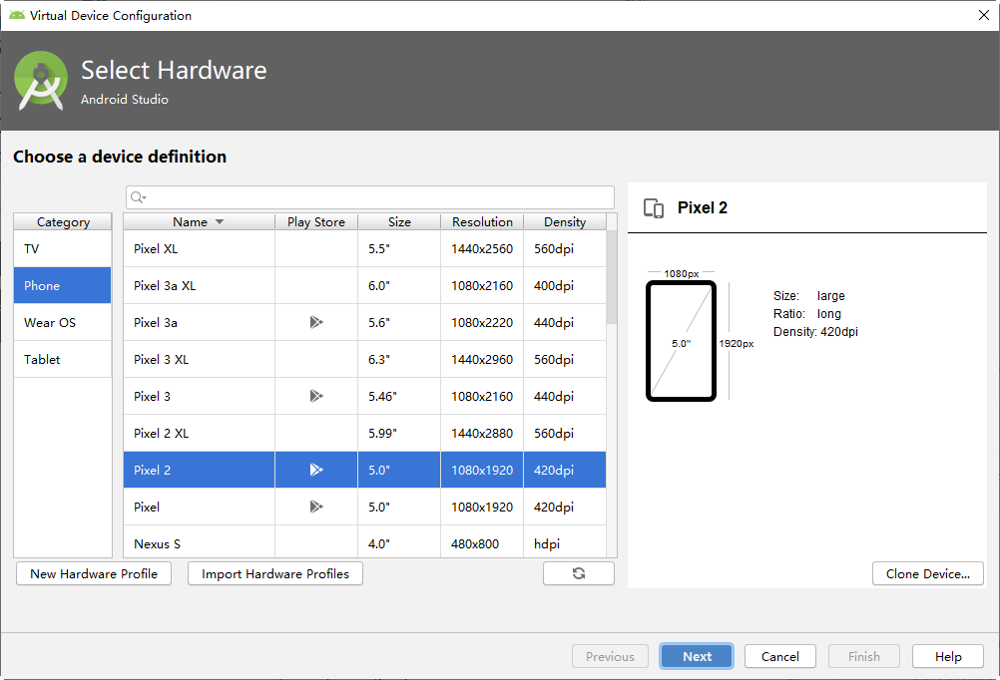 Virtual Device Configuration
Select Hardware
Android Studio
Choose a device definition
Category
TV
Phone
Wear OS
Tablet
Name Play Store Size Resolution Density
Pixel XL 5.5" 1440x2560 560dpi
Pixel 3a XL 6.0" 1080x2160 400dpi
Pixel 3a 5.6" 1080x2220 440dpi
Pixel 3 XL 6.3" 1440x2960 560dpi
Pixel 3 5.46" 1080x2160 440dpi
Pixel 2 XL 5.99" 1440x2880 560dpi
Pixel 2 5.0" 1080x1920 420dpi
Pixel 5.0" 1080x1920 420dpi
Nexus S 4.0" 480x800 hdpi
New Hardware Profile Import Hardware Profiles
Pixel 2
1080px
5.0"
1920px
Size: large
Ratio: long
Density: 420dpi
Clone Device...
Previous Next Cancel Finish Help